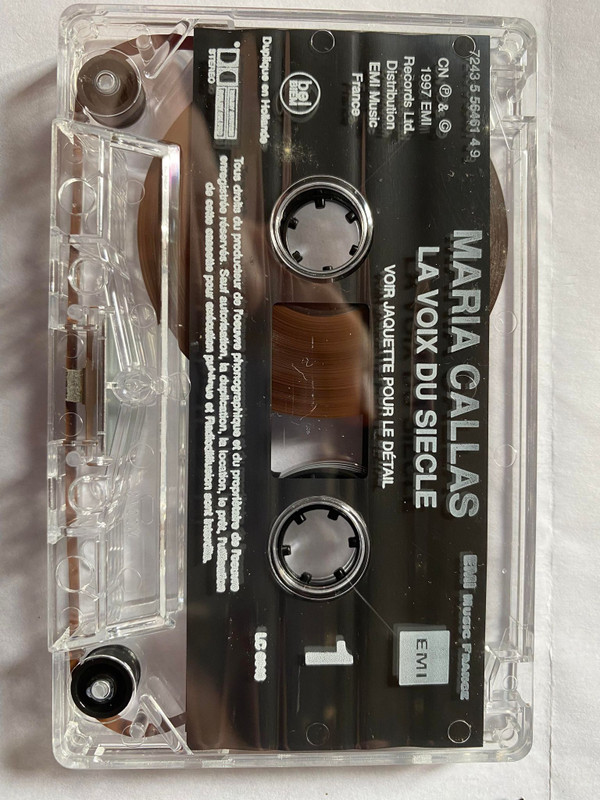 7243 5 56461 4 9
EMI MUSIC FRANCE
MARIA CALLAS
LA VOIX DU SIECLE
VOIR JAQUETTE POUR LE DÉTAIL
CN Ⓟ & ©
1997 EMI
Records Ltd.
Distribution
EMI Music
France
EMI
1
bel
BIEM
Duplique en Hollande
STEREO
Tous droits du producteur de l'oeuvre phonographique et du propriétaire de l'oeuvre
enregistrée réservés. Sauf autorisation, la duplication, la location, le prêt, l'utilisation
de cette cassette pour exécution publique et Radiodiffusion sont interdits.